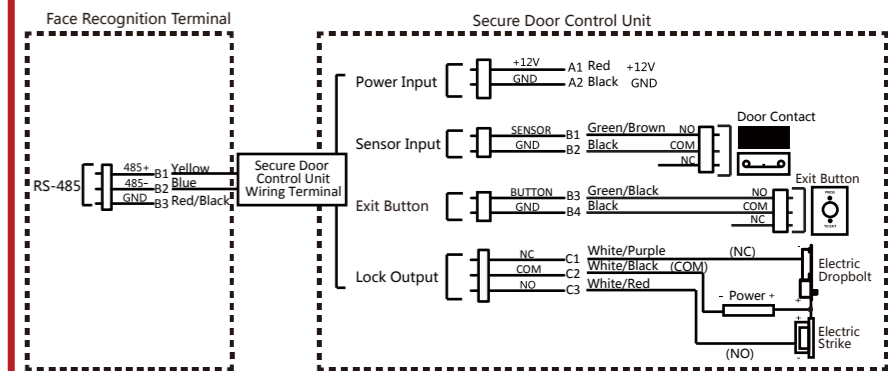 Face Recognition Terminal
Secure Door Control Unit
RS-485
485+ B1 Yellow
485- B2 Blue
GND B3 Red/Black
Secure Door
Control Unit
Wiring Terminal
Power Input
+12V A1 Red +12V
GND A2 Black GND
Sensor Input
SENSOR B1 Green/Brown NO
GND B2 Black COM
NC
Door Contact
Exit Button
BUTTON B3 Green/Black NO
GND B4 Black COM
NC
Exit Button
PRESS
TO EXIT
Lock Output
NC C1 White/Purple (NC)
COM C2 White/Black (COM)
NO C3 White/Red
- Power +
(NO)
-
Electric
Dropbolt
+
+
Electric
Strike
-